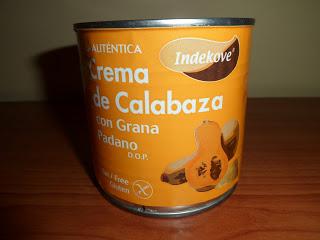 AUTÉNTICA
Indekove
Crema
de Calabaza
con Grana
Padano
D.O.P.
Free
Gluten